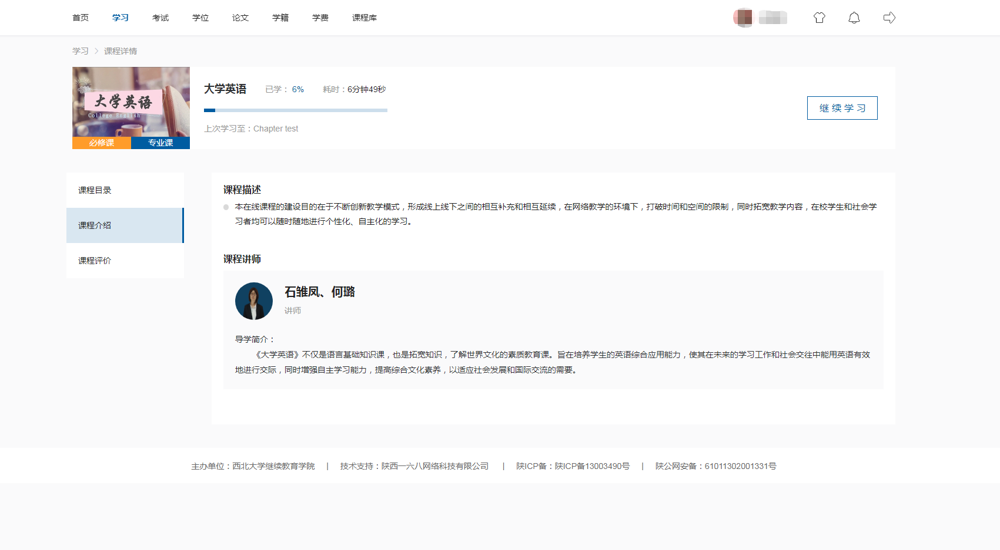 首页 学习 考试 学位 论文 学籍 学费 课程库
学习 > 课程详情
大学英语
College English
必修课 专业课
大学英语 已学： 6% 耗时：6分钟49秒
上次学习至：Chapter test
继续学习
课程目录
课程介绍
课程评价
课程描述
本在线课程的建设目的在于不断创新教学模式，形成线上线下之间的相互补充和相互延续，在网络教学的环境下，打破时间和空间的限制，同时拓宽教学内容，在校学生和社会学
习者均可以随时随地进行个性化、自主化的学习。
课程讲师
石雏凤、何璐
讲师
导学简介：
《大学英语》不仅是语言基础知识课，也是拓宽知识，了解世界文化的素质教育课。旨在培养学生的英语综合应用能力，使其在未来的学习工作和社会交往中能用英语有效
地进行交际，同时增强自主学习能力，提高综合文化素养，以适应社会发展和国际交流的需要。
主办单位：西北大学继续教育学院 | 技术支持：陕西一六八网络科技有限公司 | 陕ICP备：陕ICP备13003490号 | 陕公网安备：61011302001331号